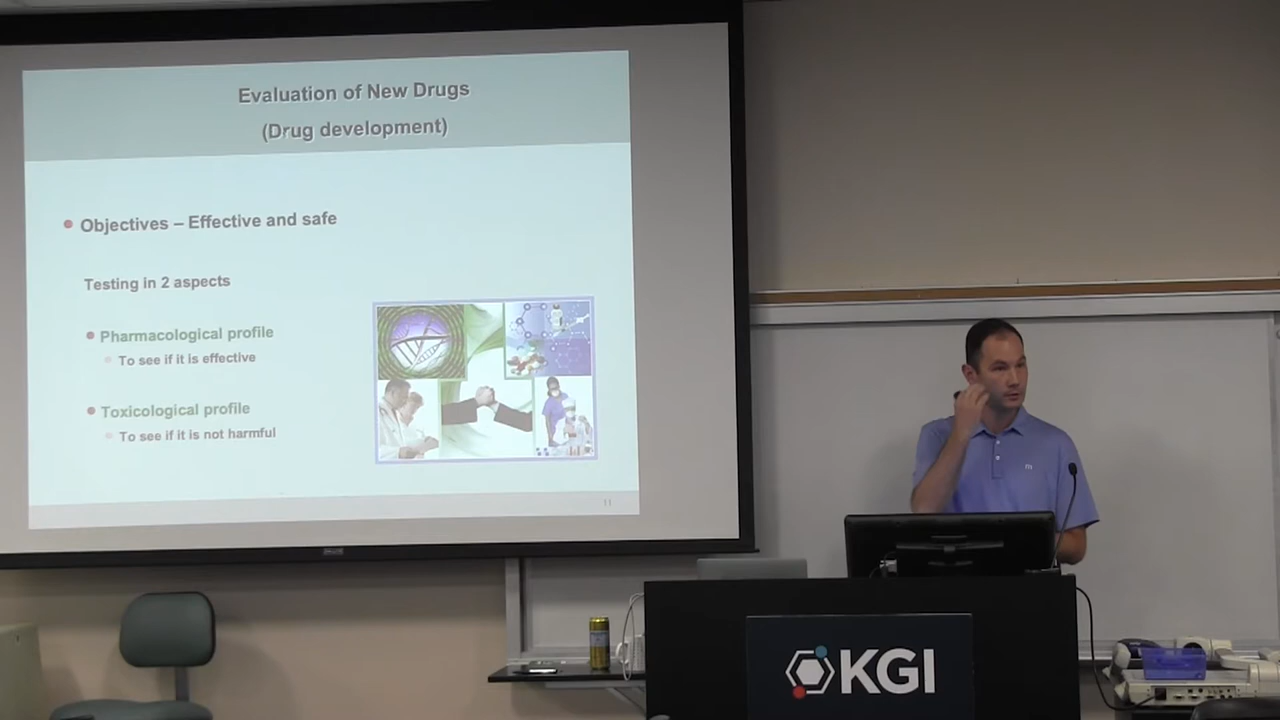 Evaluation of New Drugs
(Drug development)
Objectives – Effective and safe
Testing in 2 aspects
Pharmacological profile
To see if it is effective
Toxicological profile
To see if it is not harmful
11
m
KGI